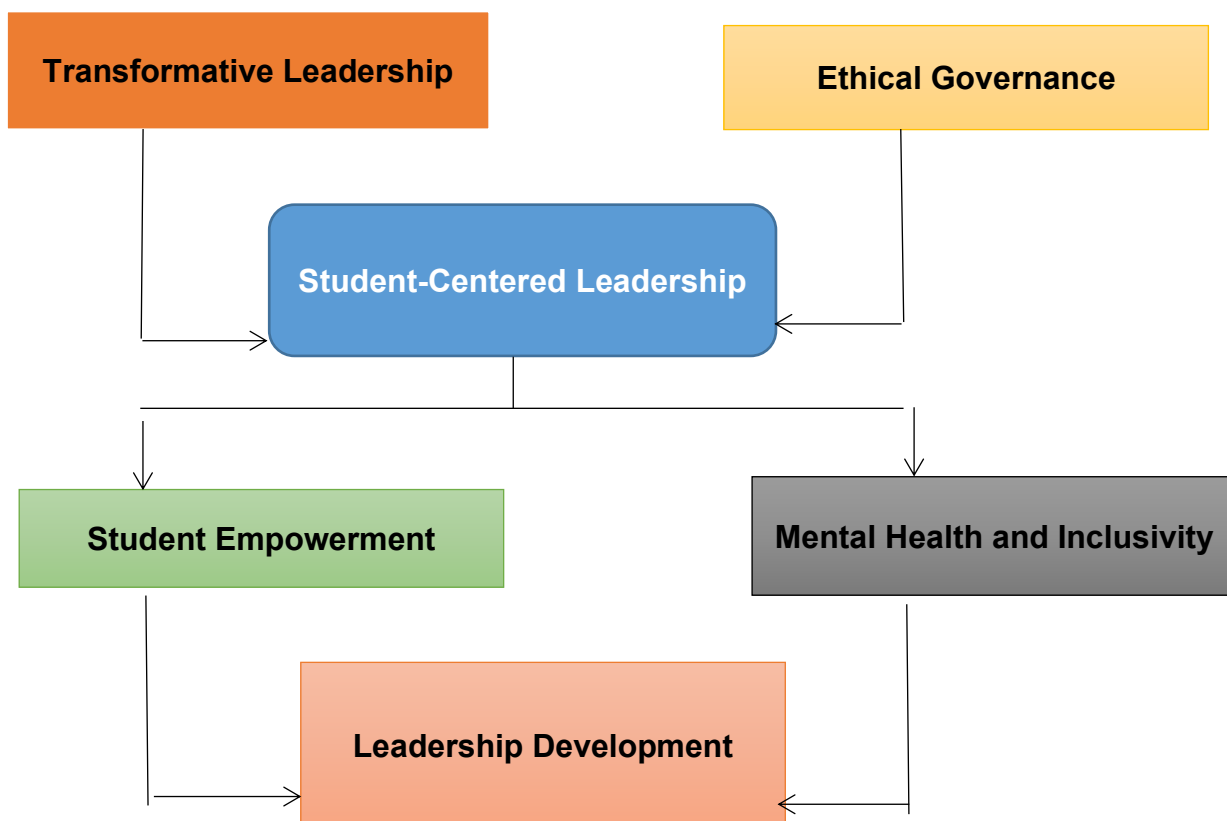 Transformative Leadership
Ethical Governance
Student-Centered Leadership
Student Empowerment
Mental Health and Inclusivity
Leadership Development